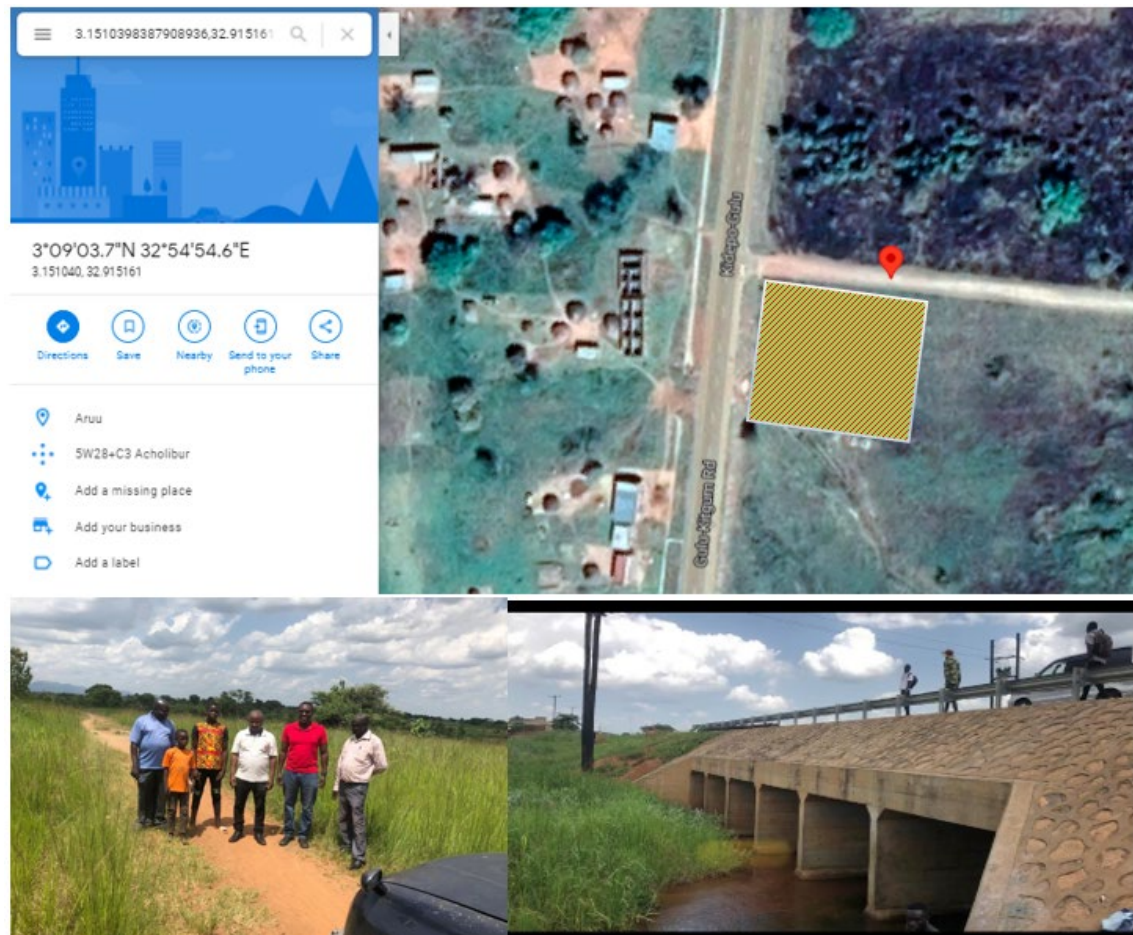 3.1510398387908936,32.915161
3°09'03.7"N 32°54'54.6"E
3.151040, 32.915161
Directions
Save
Nearby
Send to your
phone
Share
Aruu
5W28+C3 Acholibur
Add a missing place
Add your business
Add a label
Kidepo-Gulu
Gulu-Kitgum Rd